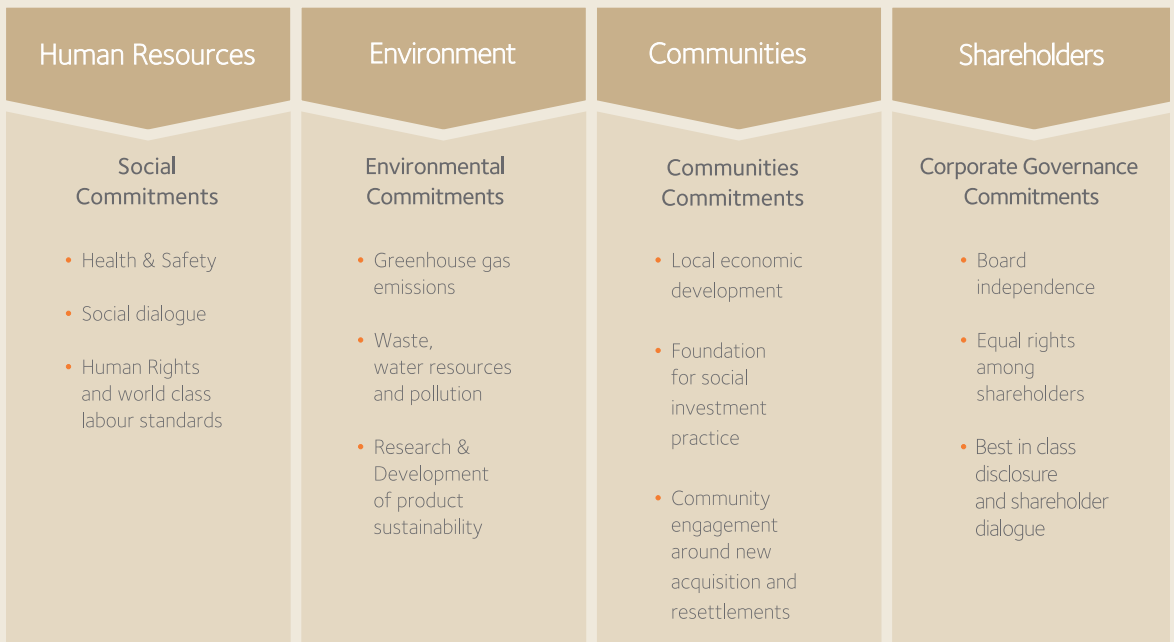 Human Resources
Social
Commitments
• Health & Safety
• Social dialogue
• Human Rights
and world class
labour standards
Environment
Environmental
Commitments
• Greenhouse gas
emissions
• Waste,
water resources
and pollution
• Research &
Development
of product
sustainability
Communities
Communities
Commitments
• Local economic
development
• Foundation
for social
investment
practice
• Community
engagement
around new
acquisition and
resettlements
Shareholders
Corporate Governance
Commitments
• Board
independence
• Equal rights
among
shareholders
• Best in class
disclosure
and shareholder
dialogue